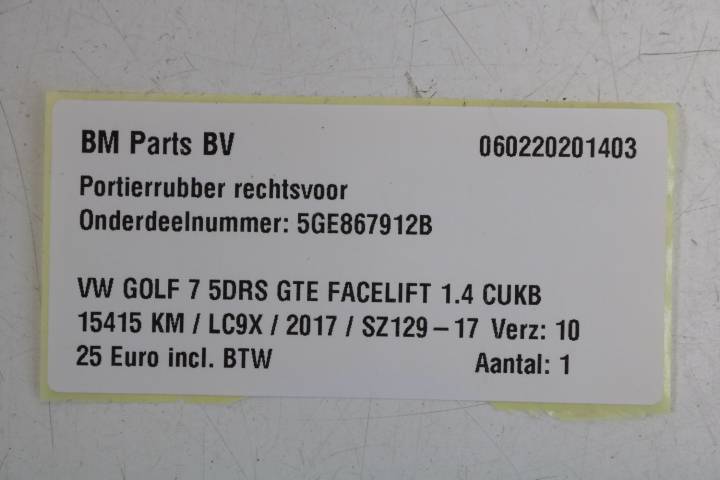 BM Parts BV 060220201403
Portierrubber rechtsvoor
Onderdeelnummer: 5GE867912B
VW GOLF 7 5DRS GTE FACELIFT 1.4 CUKB
15415 KM / LC9X / 2017 / SZ129-17 Verz: 10
25 Euro incl. BTW Aantal: 1